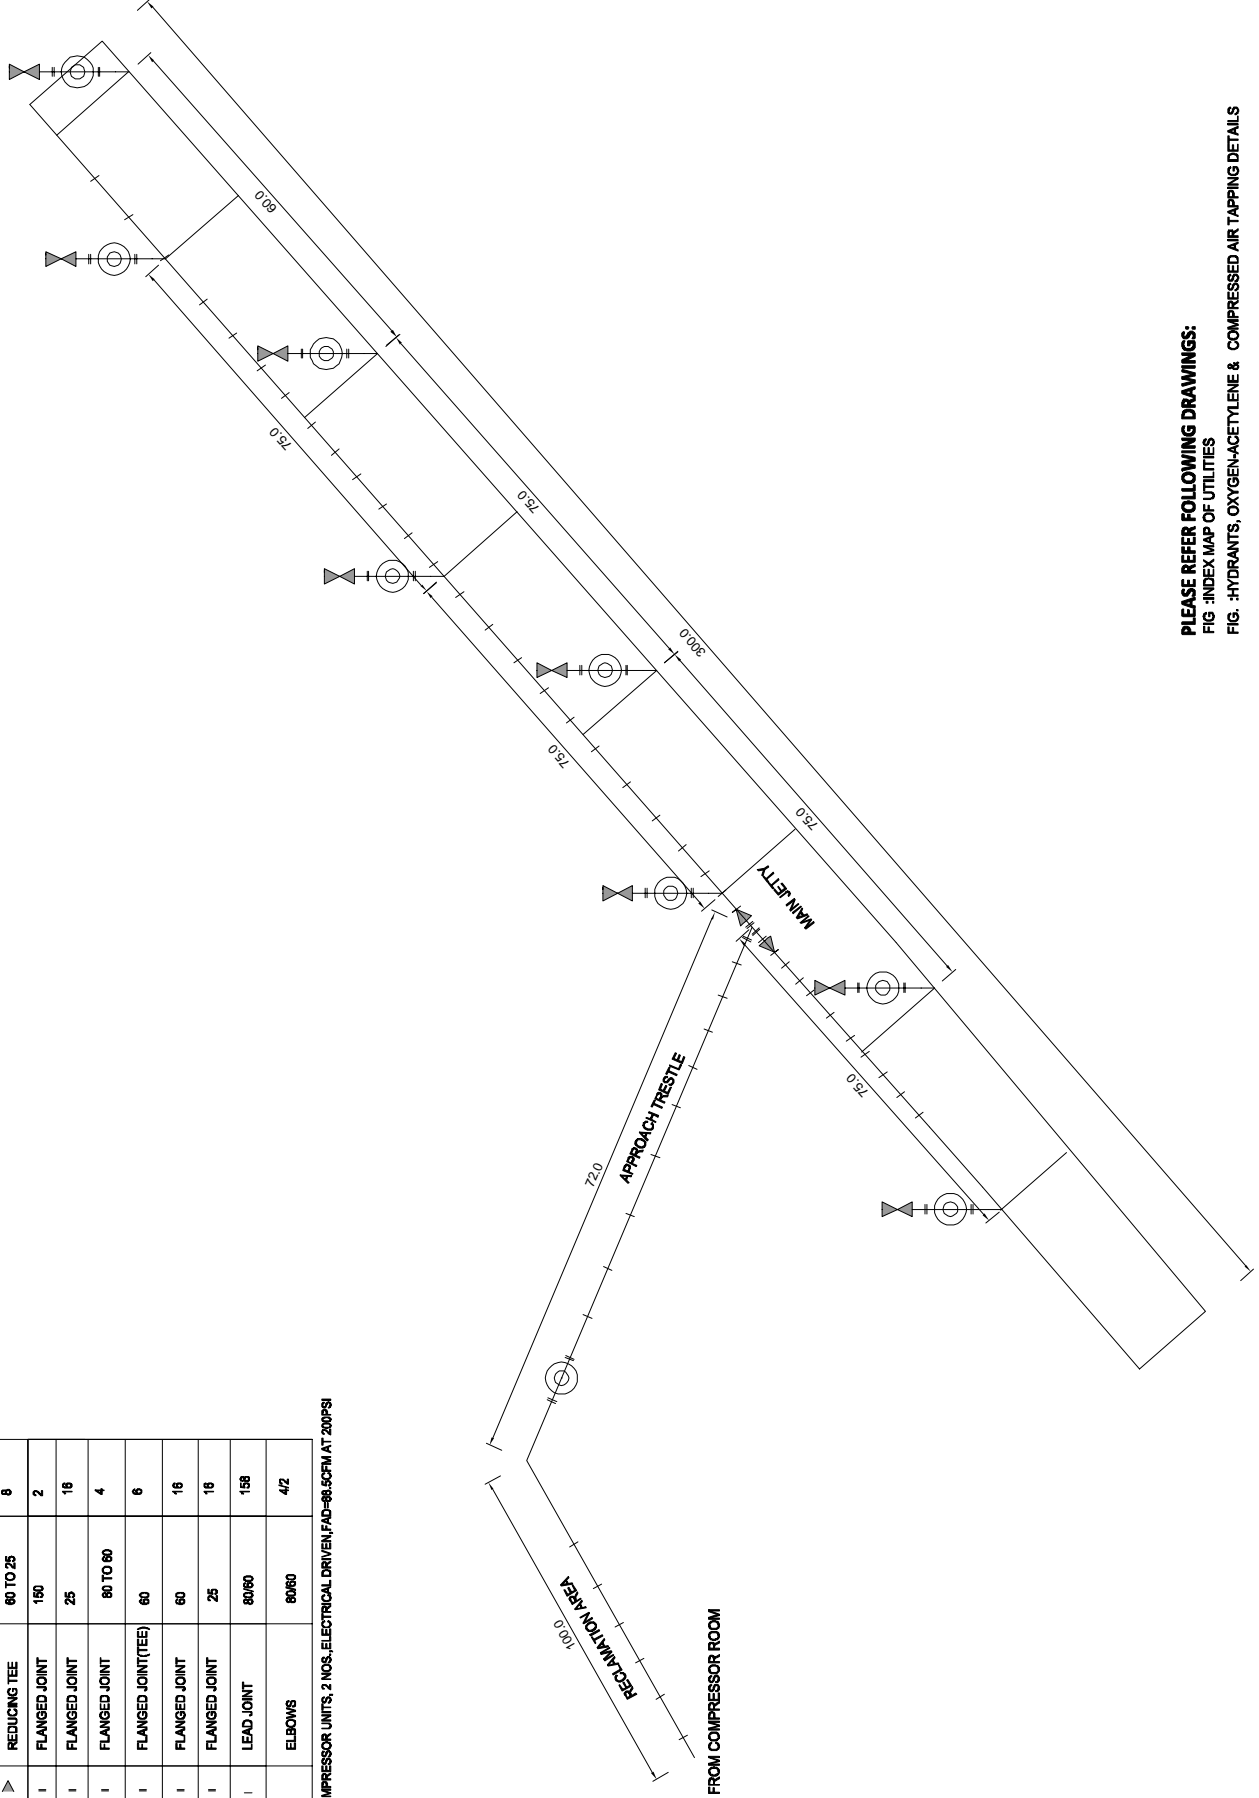 REDUCING TEE 60 TO 25 8
= FLANGED JOINT 150 2
= FLANGED JOINT 25 16
= FLANGED JOINT 80 TO 60 4
= FLANGED JOINT(TEE) 60 6
= FLANGED JOINT 60 16
= FLANGED JOINT 25 16
LEAD JOINT 80/60 158
ELBOWS 80/60 4/2
MPRESSOR UNITS, 2 NOS.,ELECTRICAL DRIVEN,FAD=88.5CFM AT 200PSI
60.0
75.0
75.0
75.0
300.0
75.0
75.0
MAIN JETTY
75.0
72.0
APPROACH TRESTLE
100.0
RECLAMATION AREA
FROM COMPRESSOR ROOM
PLEASE REFER FOLLOWING DRAWINGS:
FIG :INDEX MAP OF UTILITIES
FIG. :HYDRANTS, OXYGEN-ACETYLENE & COMPRESSED AIR TAPPING DETAILS